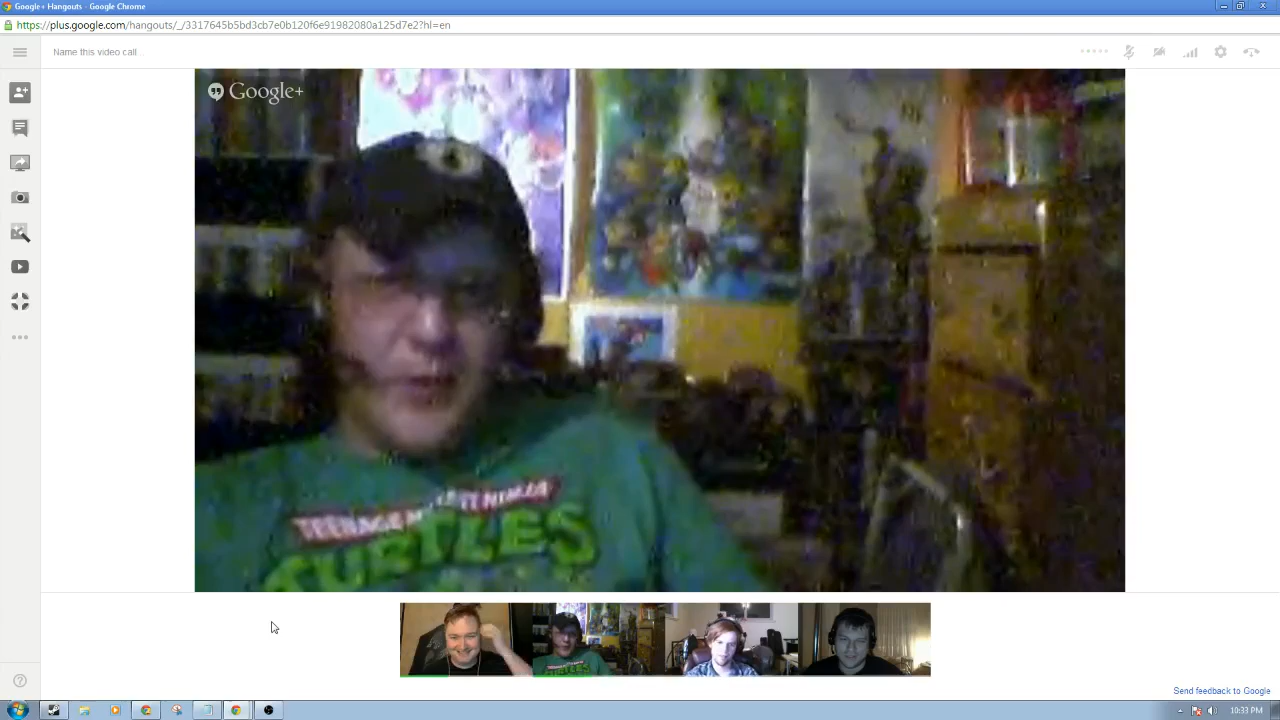 Google+ Hangouts - Google Chrome
https://plus.google.com/hangouts/_/3317645b5bd3cb7e0b120f6e91982080a125d7e2?hl=en
Name this video call...
Google+
TEENAGE MUTANT NINJA
TURTLES
Send feedback to Google
10:33 PM